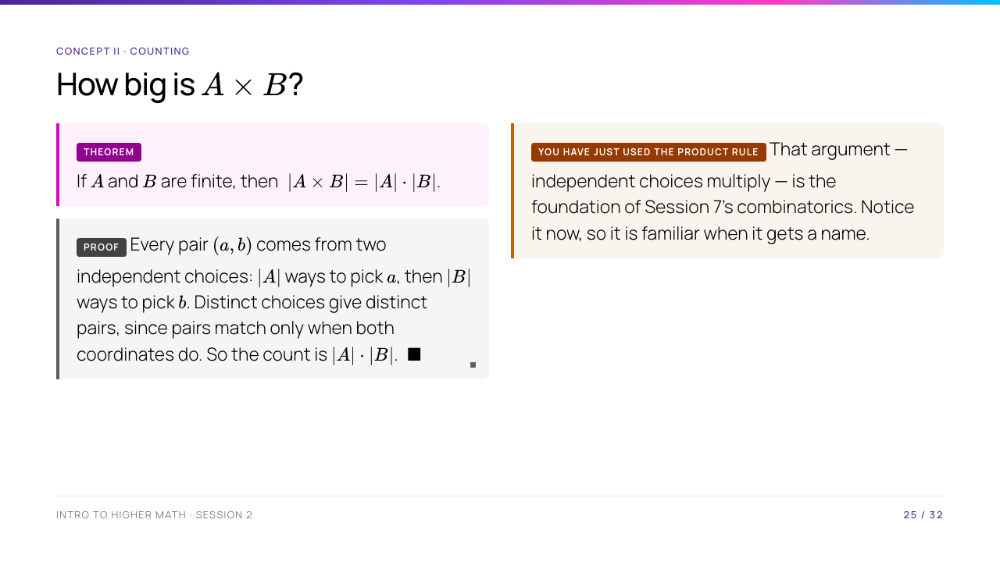 CONCEPT II · COUNTING
How big is A × B?
THEOREM
If A and B are finite, then |A × B| = |A| · |B|.
PROOF Every pair (a, b) comes from two
independent choices: |A| ways to pick a, then |B|
ways to pick b. Distinct choices give distinct
pairs, since pairs match only when both
coordinates do. So the count is |A| · |B|. ■
YOU HAVE JUST USED THE PRODUCT RULE That argument —
independent choices multiply — is the
foundation of Session 7’s combinatorics. Notice
it now, so it is familiar when it gets a name.
INTRO TO HIGHER MATH · SESSION 2
25 / 32